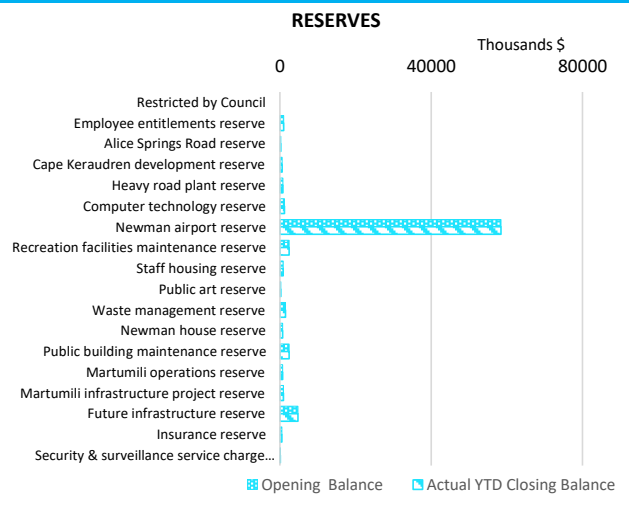 RESERVES
Thousands $
0 40000 80000
Restricted by Council
Employee entitlements reserve
Alice Springs Road reserve
Cape Keraudren development reserve
Heavy road plant reserve
Computer technology reserve
Newman airport reserve
Recreation facilities maintenance reserve
Staff housing reserve
Public art reserve
Waste management reserve
Newman house reserve
Public building maintenance reserve
Martumili operations reserve
Martumili infrastructure project reserve
Future infrastructure reserve
Insurance reserve
Security & surveillance service charge…
Opening Balance Actual YTD Closing Balance